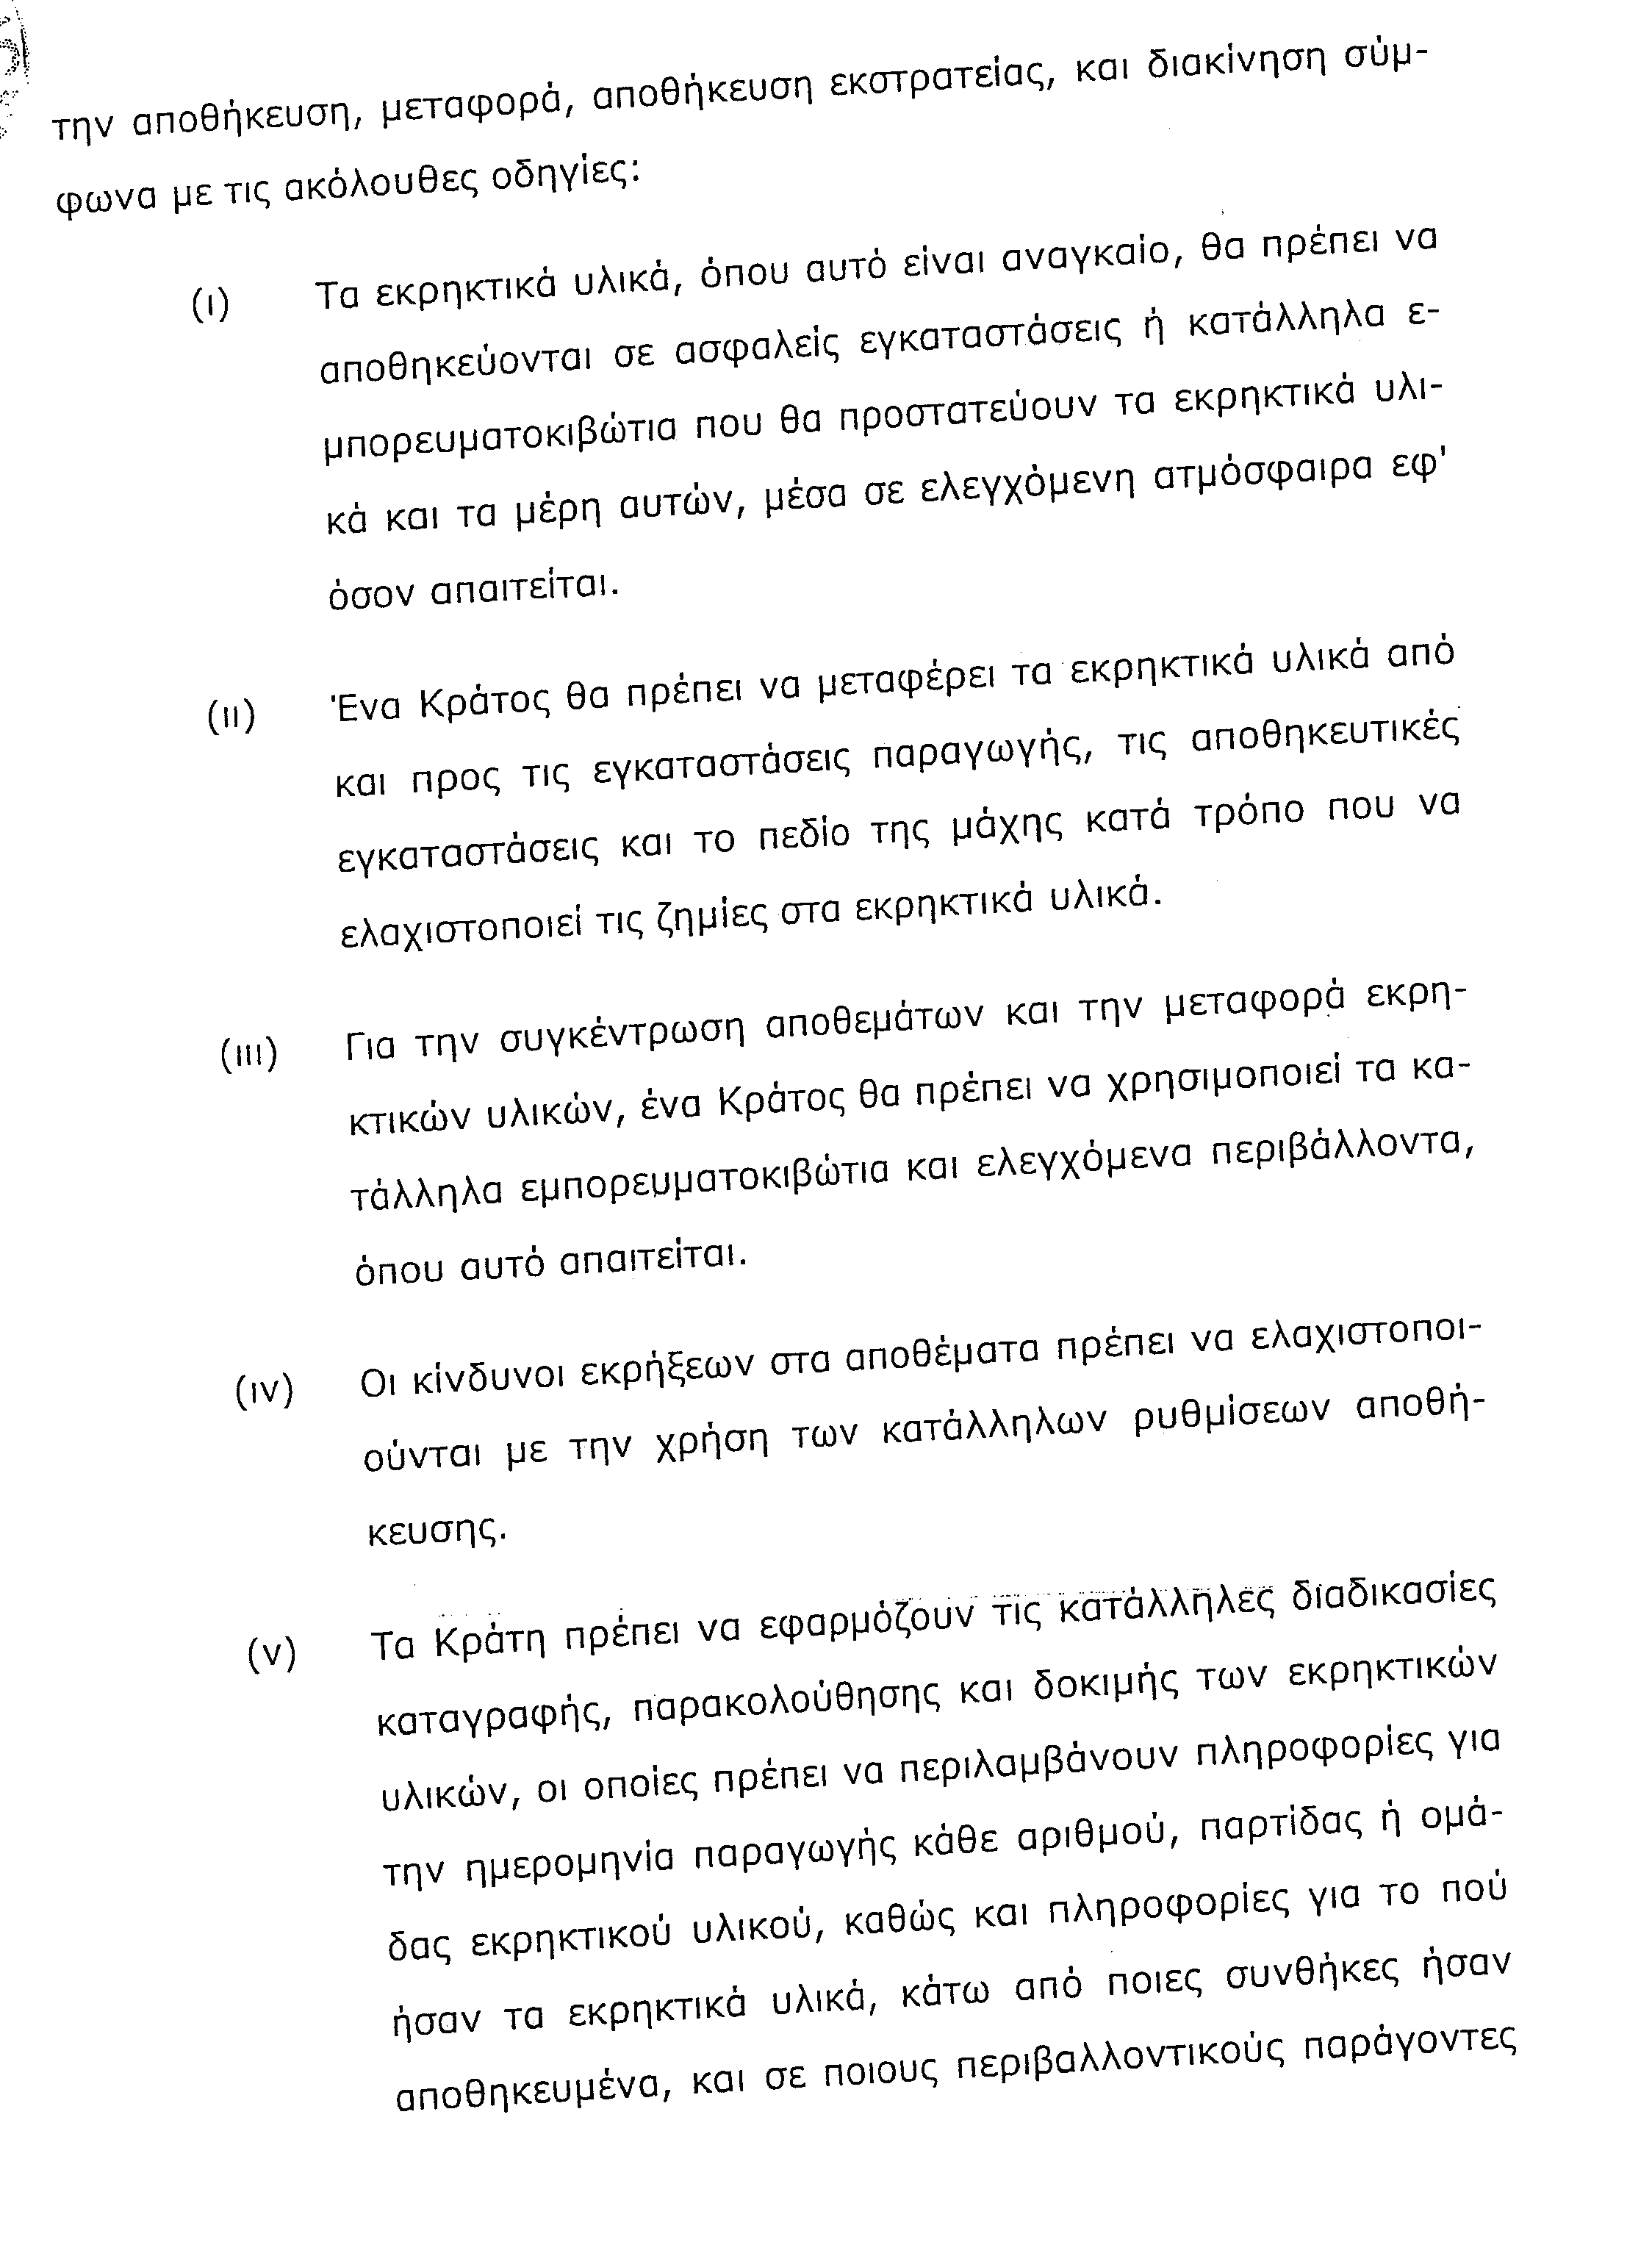 την αποθήκευση, μεταφορά, αποθήκευση εκστρατείας, και διακίνηση σύμ-
φωνα με τις ακόλουθες οδηγίες:
(ι) Τα εκρηκτικά υλικά, όπου αυτό είναι αναγκαίο, θα πρέπει να
αποθηκεύονται σε ασφαλείς εγκαταστάσεις ή κατάλληλα ε-
μπορευματοκιβώτια που θα προστατεύουν τα εκρηκτικά υλι-
κά και τα μέρη αυτών, μέσα σε ελεγχόμενη ατμόσφαιρα εφ'
όσον απαιτείται.
(ιι) Ένα Κράτος θα πρέπει να μεταφέρει τα εκρηκτικά υλικά από
και προς τις εγκαταστάσεις παραγωγής, τις αποθηκευτικές
εγκαταστάσεις και το πεδίο της μάχης κατά τρόπο που να
ελαχιστοποιεί τις ζημίες στα εκρηκτικά υλικά.
(ιιι) Για την συγκέντρωση αποθεμάτων και την μεταφορά εκρη-
κτικών υλικών, ένα Κράτος θα πρέπει να χρησιμοποιεί τα κα-
τάλληλα εμπορευματοκιβώτια και ελεγχόμενα περιβάλλοντα,
όπου αυτό απαιτείται.
(ιν) Οι κίνδυνοι εκρήξεων στα αποθέματα πρέπει να ελαχιστοποι-
ούνται με την χρήση των κατάλληλων ρυθμίσεων αποθή-
κευσης.
(ν) Τα Κράτη πρέπει να εφαρμόζουν τις κατάλληλες διαδικασίες
καταγραφής, παρακολούθησης και δοκιμής των εκρηκτικών
υλικών, οι οποίες πρέπει να περιλαμβάνουν πληροφορίες για
την ημερομηνία παραγωγής κάθε αριθμού, παρτίδας ή ομά-
δας εκρηκτικού υλικού, καθώς και πληροφορίες για το πού
ήσαν τα εκρηκτικά υλικά, κάτω από ποιες συνθήκες ήσαν
αποθηκευμένα, και σε ποιους περιβαλλοντικούς παράγοντες